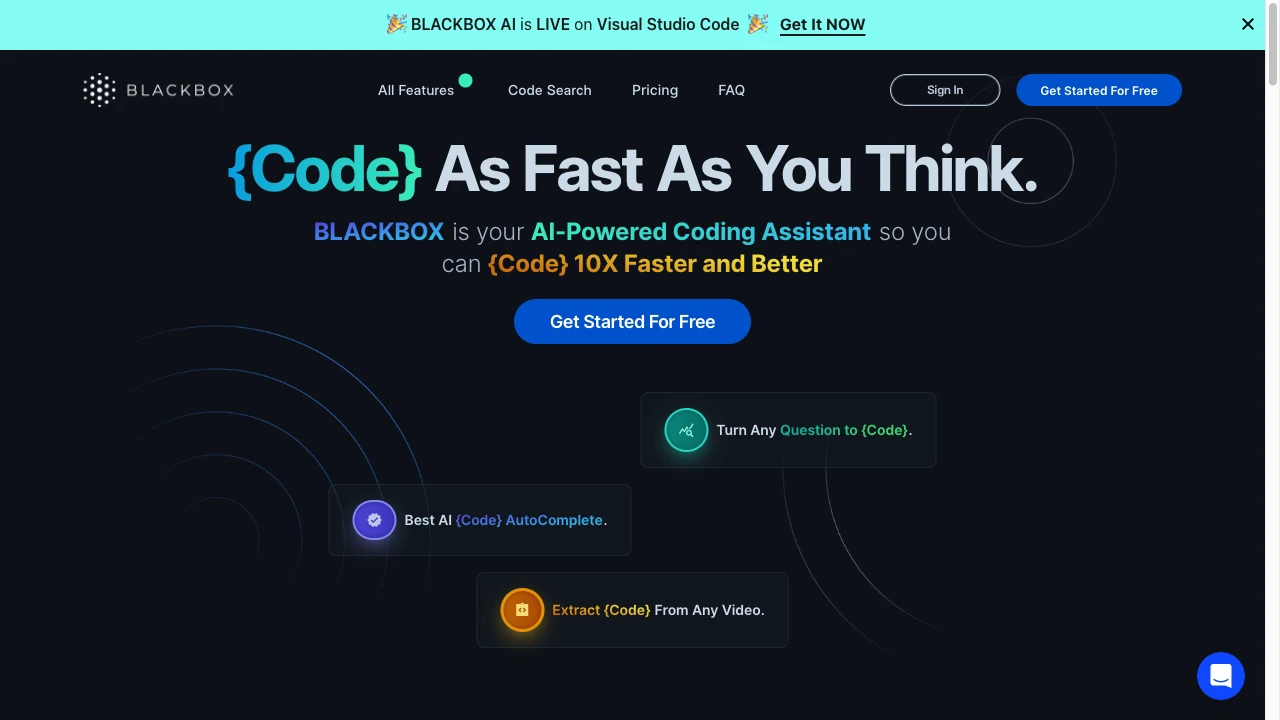 🎉 BLACKBOX AI is LIVE on Visual Studio Code 🎉 Get It NOW
BLACKBOX
All Features
Code Search
Pricing
FAQ
Sign In
Get Started For Free
{Code} As Fast As You Think.
BLACKBOX is your AI-Powered Coding Assistant so you
can {Code} 10X Faster and Better
Get Started For Free
Turn Any Question to {Code}.
Best AI {Code} AutoComplete.
Extract {Code} From Any Video.